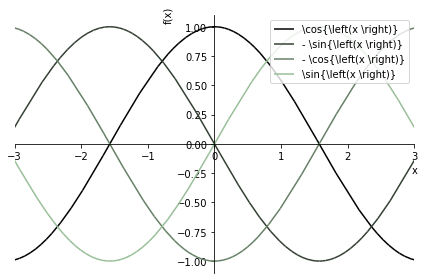 f(x)
1.00
0.75
0.50
0.25
0.00
−0.25
−0.50
−0.75
−1.00
−3 −2 −1 0 1 2 3
x
\cos{\left(x \right)}
- \sin{\left(x \right)}
- \cos{\left(x \right)}
\sin{\left(x \right)}